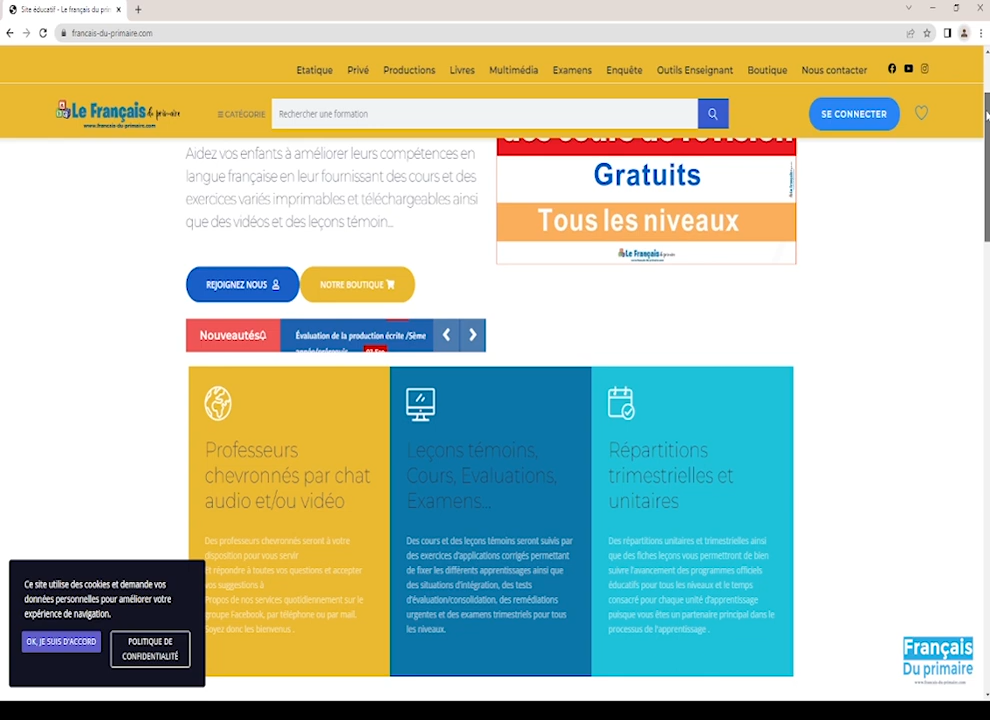 Site éducatif - Le français du prim
francais-du-primaire.com
Etatique Privé Productions Livres Multimédia Examens Enquête Outils Enseignant Boutique Nous contacter
Le Français du primaire
www.francais-du-primaire.com
CATÉGORIE
Rechercher une formation
SE CONNECTER
Aidez vos enfants à améliorer leurs compétences en
langue française en leur fournissant des cours et des
exercices variés imprimables et téléchargeables ainsi
que des vidéos et des leçons témoin...
des cours de révision
Gratuits
Tous les niveaux
Le Français du primaire
REJOIGNEZ NOUS
NOTRE BOUTIQUE
Nouveautés
Évaluation de la production écrite /5ème
année/prérequis
Professeurs
chevronnés par chat
audio et/ou vidéo
Des professeurs chevronnés seront à votre
disposition pour vous servir
et répondre à toutes vos questions et accepter
vos suggestions à
Propos de nos services quotidiennement sur le
groupe Facebook, par téléphone ou par mail.
Soyez donc les bienvenus .
Leçons témoins,
Cours, Evaluations,
Examens...
Des cours et des leçons témoins seront suivis par
des exercices d'applications corrigés permettant
de fixer les différents apprentissages ainsi que
des situations d'intégration, des tests
d'évaluation/consolidation, des remédiations
urgentes et des examens trimestriels pour tous
les niveaux.
Répartitions
trimestrielles et
unitaires
Des répartitions unitaires et trimestrielles ainsi
que des fiches leçons vous permettront de bien
suivre l'avancement des programmes officiels
éducatifs pour tous les niveaux et le temps
consacré pour chaque unité d'apprentissage
puisque vous êtes un partenaire principal dans le
processus de l'apprentissage .
Ce site utilise des cookies et demande vos
données personnelles pour améliorer votre
expérience de navigation.
OK, JE SUIS D'ACCORD
POLITIQUE DE
CONFIDENTIALITÉ
Français
Du primaire
www.francais-du-primaire.com